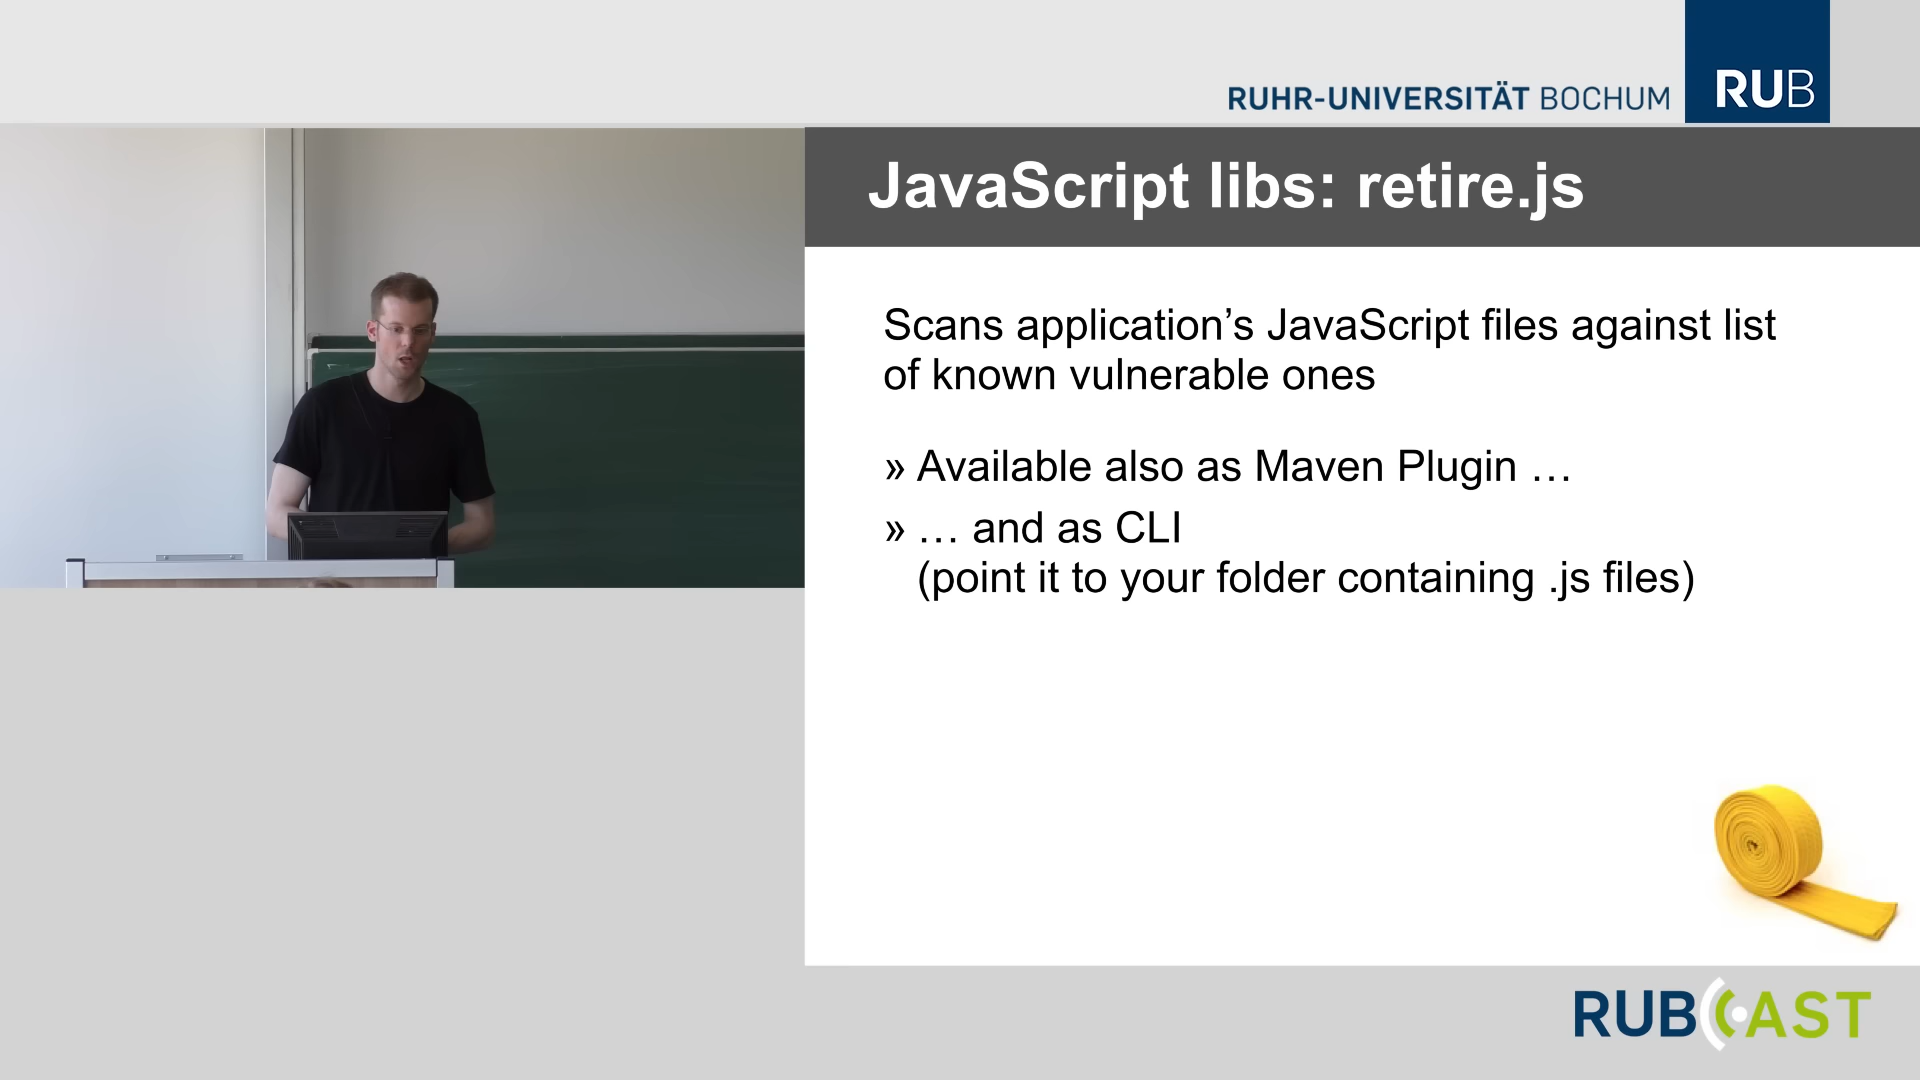 RUHR-UNIVERSITÄT BOCHUM
RUB
JavaScript libs: retire.js
Scans application’s JavaScript files against list
of known vulnerable ones
» Available also as Maven Plugin …
» … and as CLI
(point it to your folder containing .js files)
RUBCAST